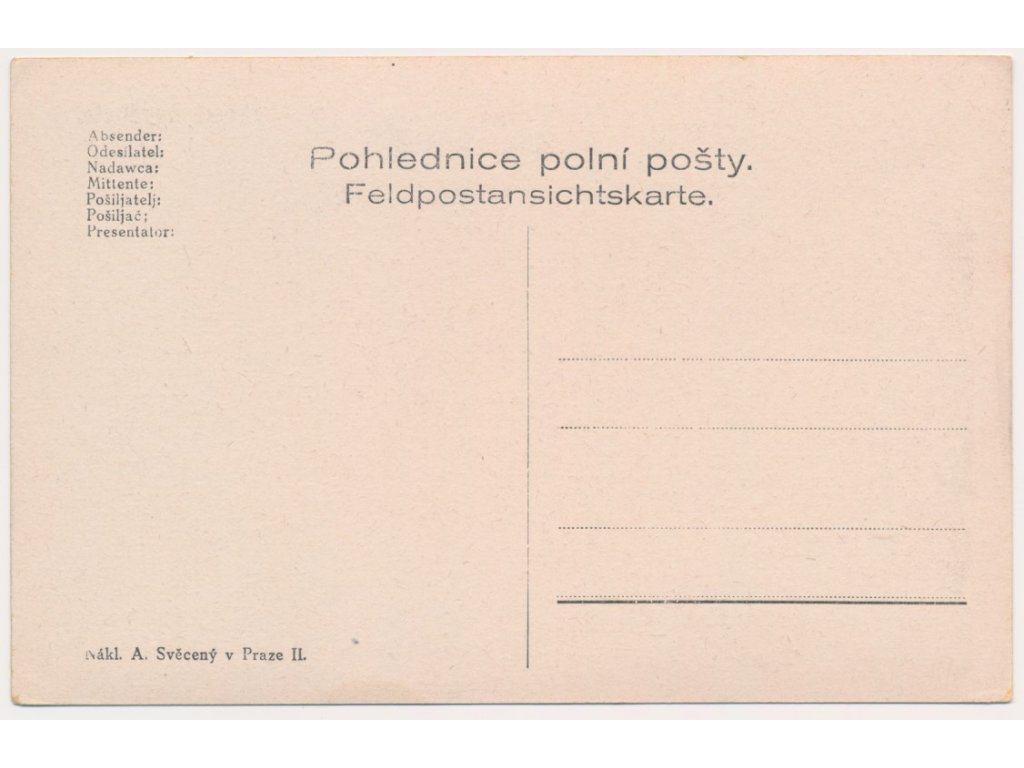 Absender:
Odesílatel:
Nadawca:
Mittente:
Pošiljatelj:
Pošiljač;
Presentator:
Pohlednice polní pošty.
Feldpostansichtskarte.
Nákl. A. Svěcený v Praze II.